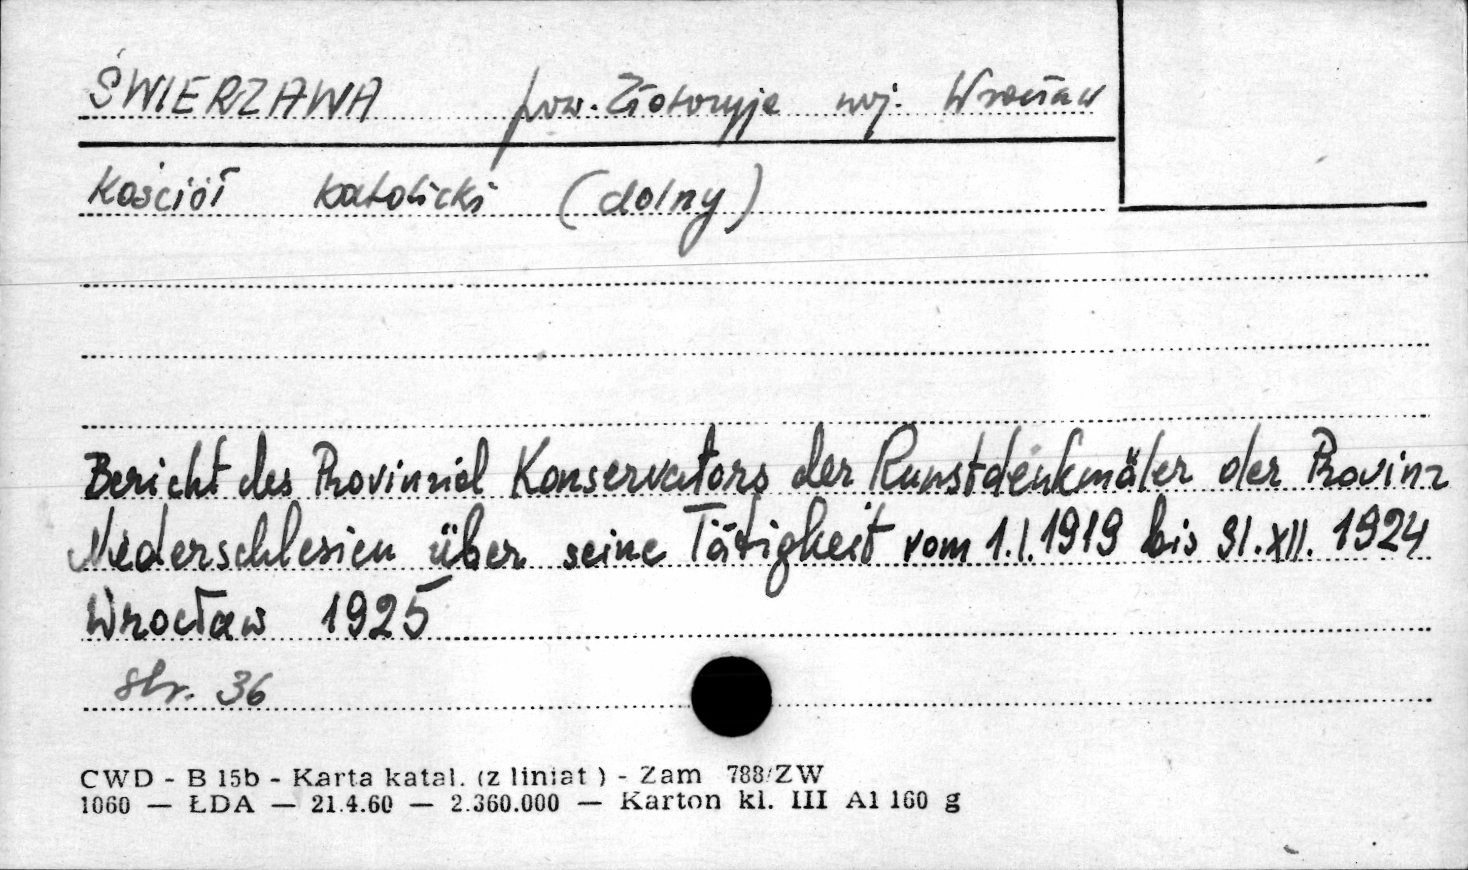 ŚWIERZAWA pow. Złotoryja woj. Wrocław
Kościół katolicki (dolny)
Bericht des Provinzial Konservators der Kunstdenkmäler der Provinz
Niederschlesien über seine Tätigkeit vom 1.I.1919 bis 31.XII.1924
Wrocław 1925
str. 36
CWD - B 15b - Karta katal. (z liniat ) - Zam 788/ZW
1060 — ŁDA — 21.4.60 — 2.360.000 — Karton kl. III A1 160 g